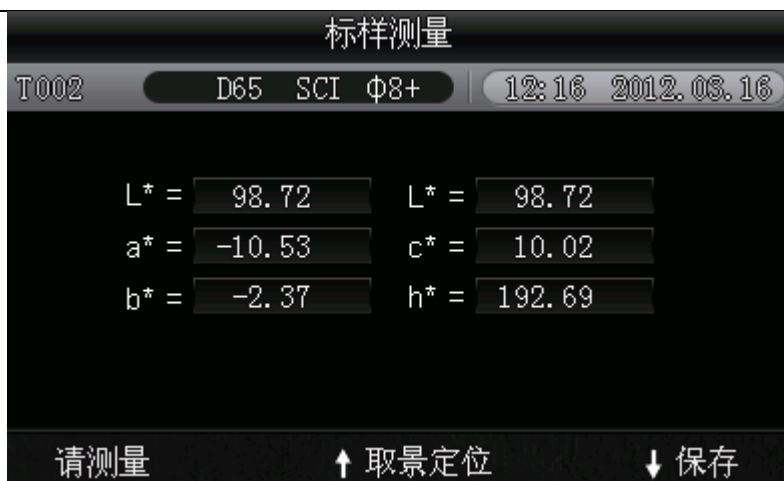 标样测量
T002 D65 SCI Φ8+ 12:16 2012.08.16
L* = 98.72 L* = 98.72
a* = -10.53 c* = 10.02
b* = -2.37 h* = 192.69
请测量 ↑ 取景定位 ↓ 保存